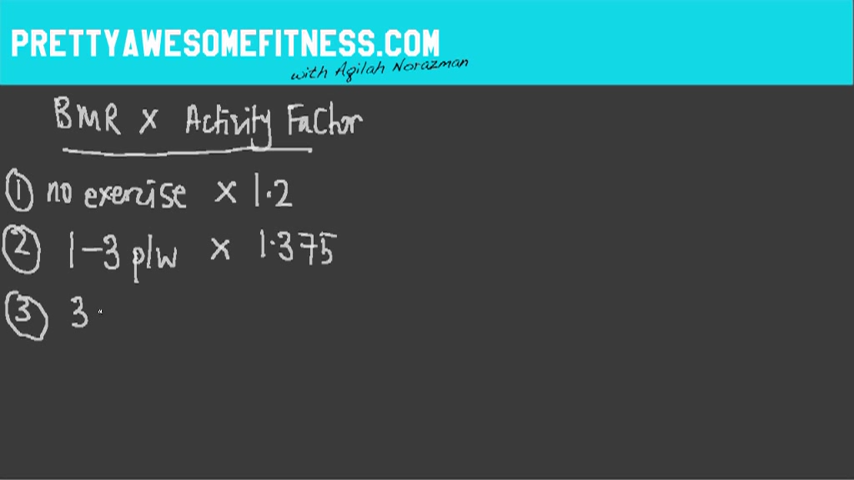 PRETTYAWESOMEFITNESS.COM
with Aqilah Norazman
BMR x Activity Factor
① no exercise x 1.2
② 1-3 p/w x 1.375
③ 3